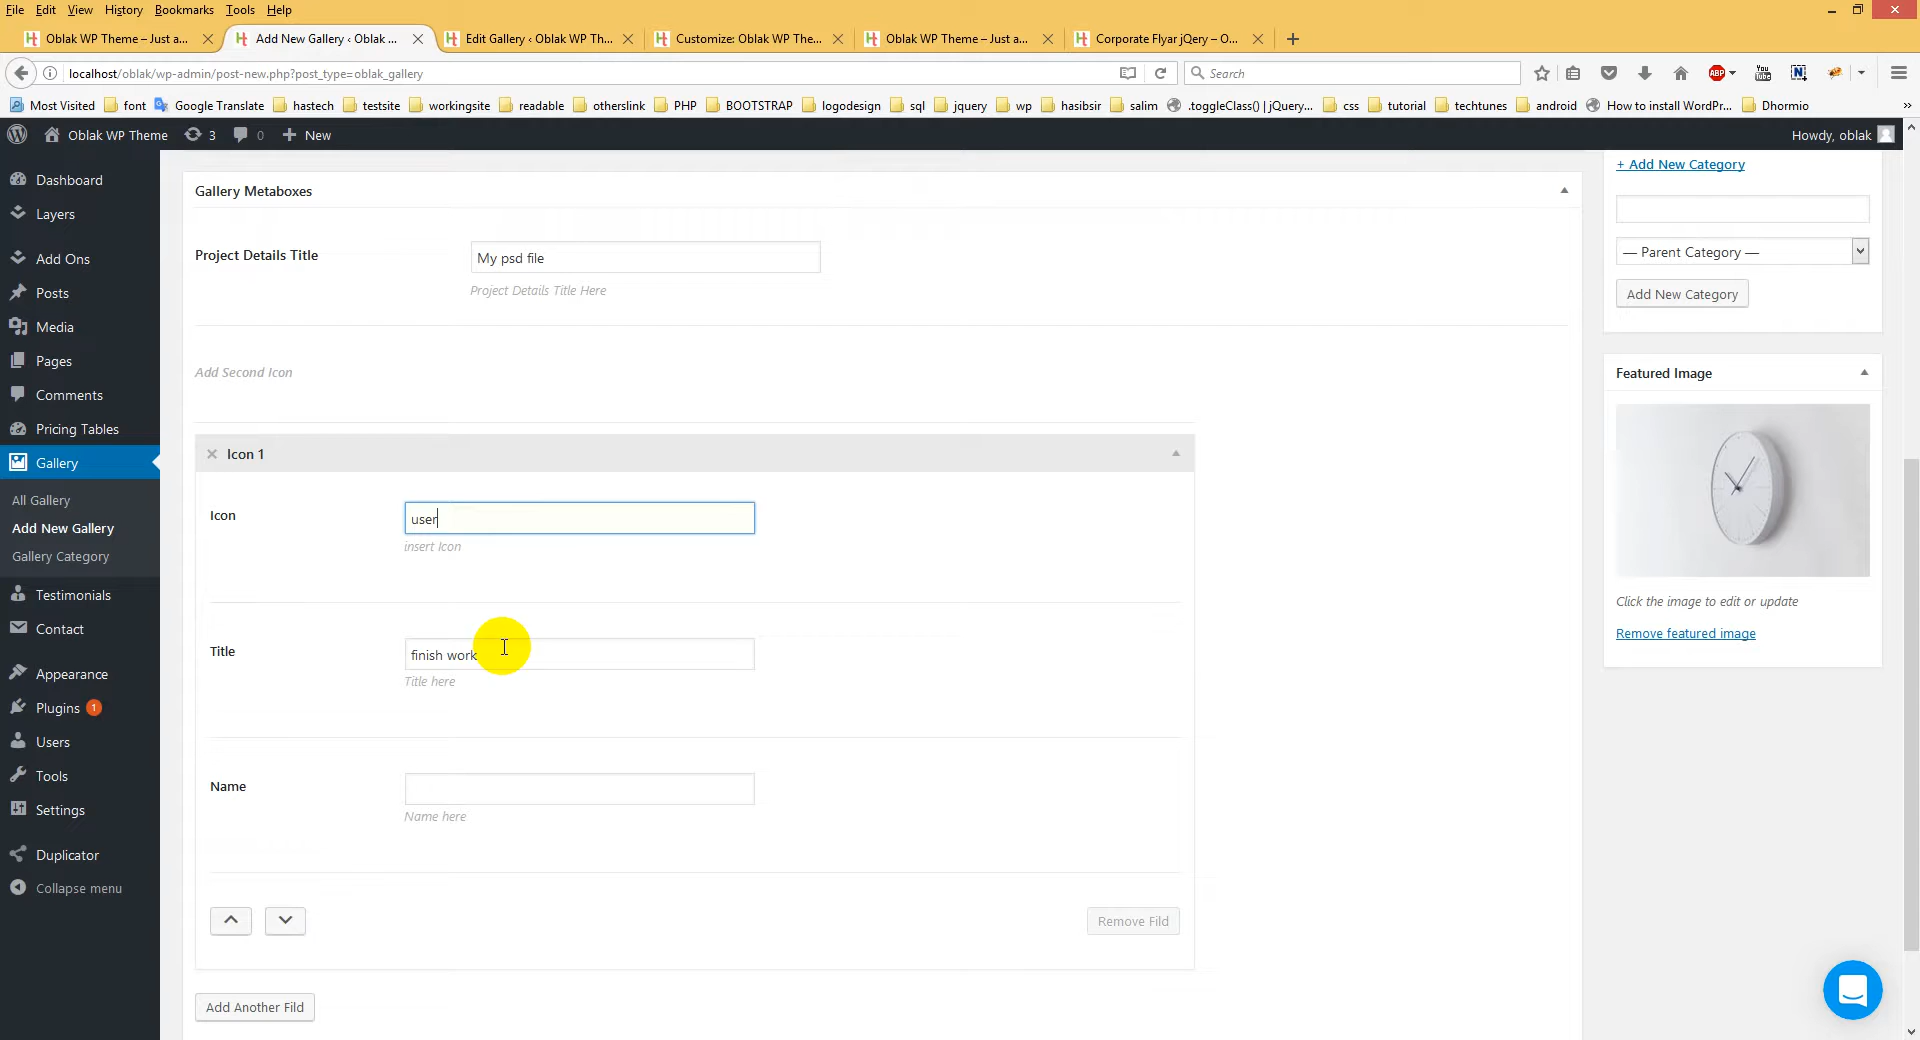 File Edit View History Bookmarks Tools Help
Oblak WP Theme – Just a... Add New Gallery ‹ Oblak ... Edit Gallery ‹ Oblak WP Th... Customize: Oblak WP The... Oblak WP Theme – Just a... Corporate Flyar jQery – O...
localhost/oblak/wp-admin/post-new.php?post_type=oblak_gallery Search ABP You Tube N
Most Visited font Google Translate hastech testsite workingsite readable otherslink PHP BOOTSTRAP logodesign sql jquery wp hasibsir salim .toggleClass() | jQuery... css tutorial techtunes android How to install WordPr... Dhormio »
Oblak WP Theme 3 0 New Howdy, oblak
Dashboard
Layers
Add Ons
Posts
Media
Pages
Comments
Pricing Tables
Gallery
All Gallery
Add New Gallery
Gallery Category
Testimonials
Contact
Appearance
Plugins 1
Users
Tools
Settings
Duplicator
Collapse menu
Gallery Metaboxes
Project Details Title My psd file
Project Details Title Here
Add Second Icon
Icon 1
Icon user
insert Icon
Title finish work
Title here
Name
Name here
Remove Fild
Add Another Fild
+ Add New Category
— Parent Category —
Add New Category
Featured Image
Click the image to edit or update
Remove featured image